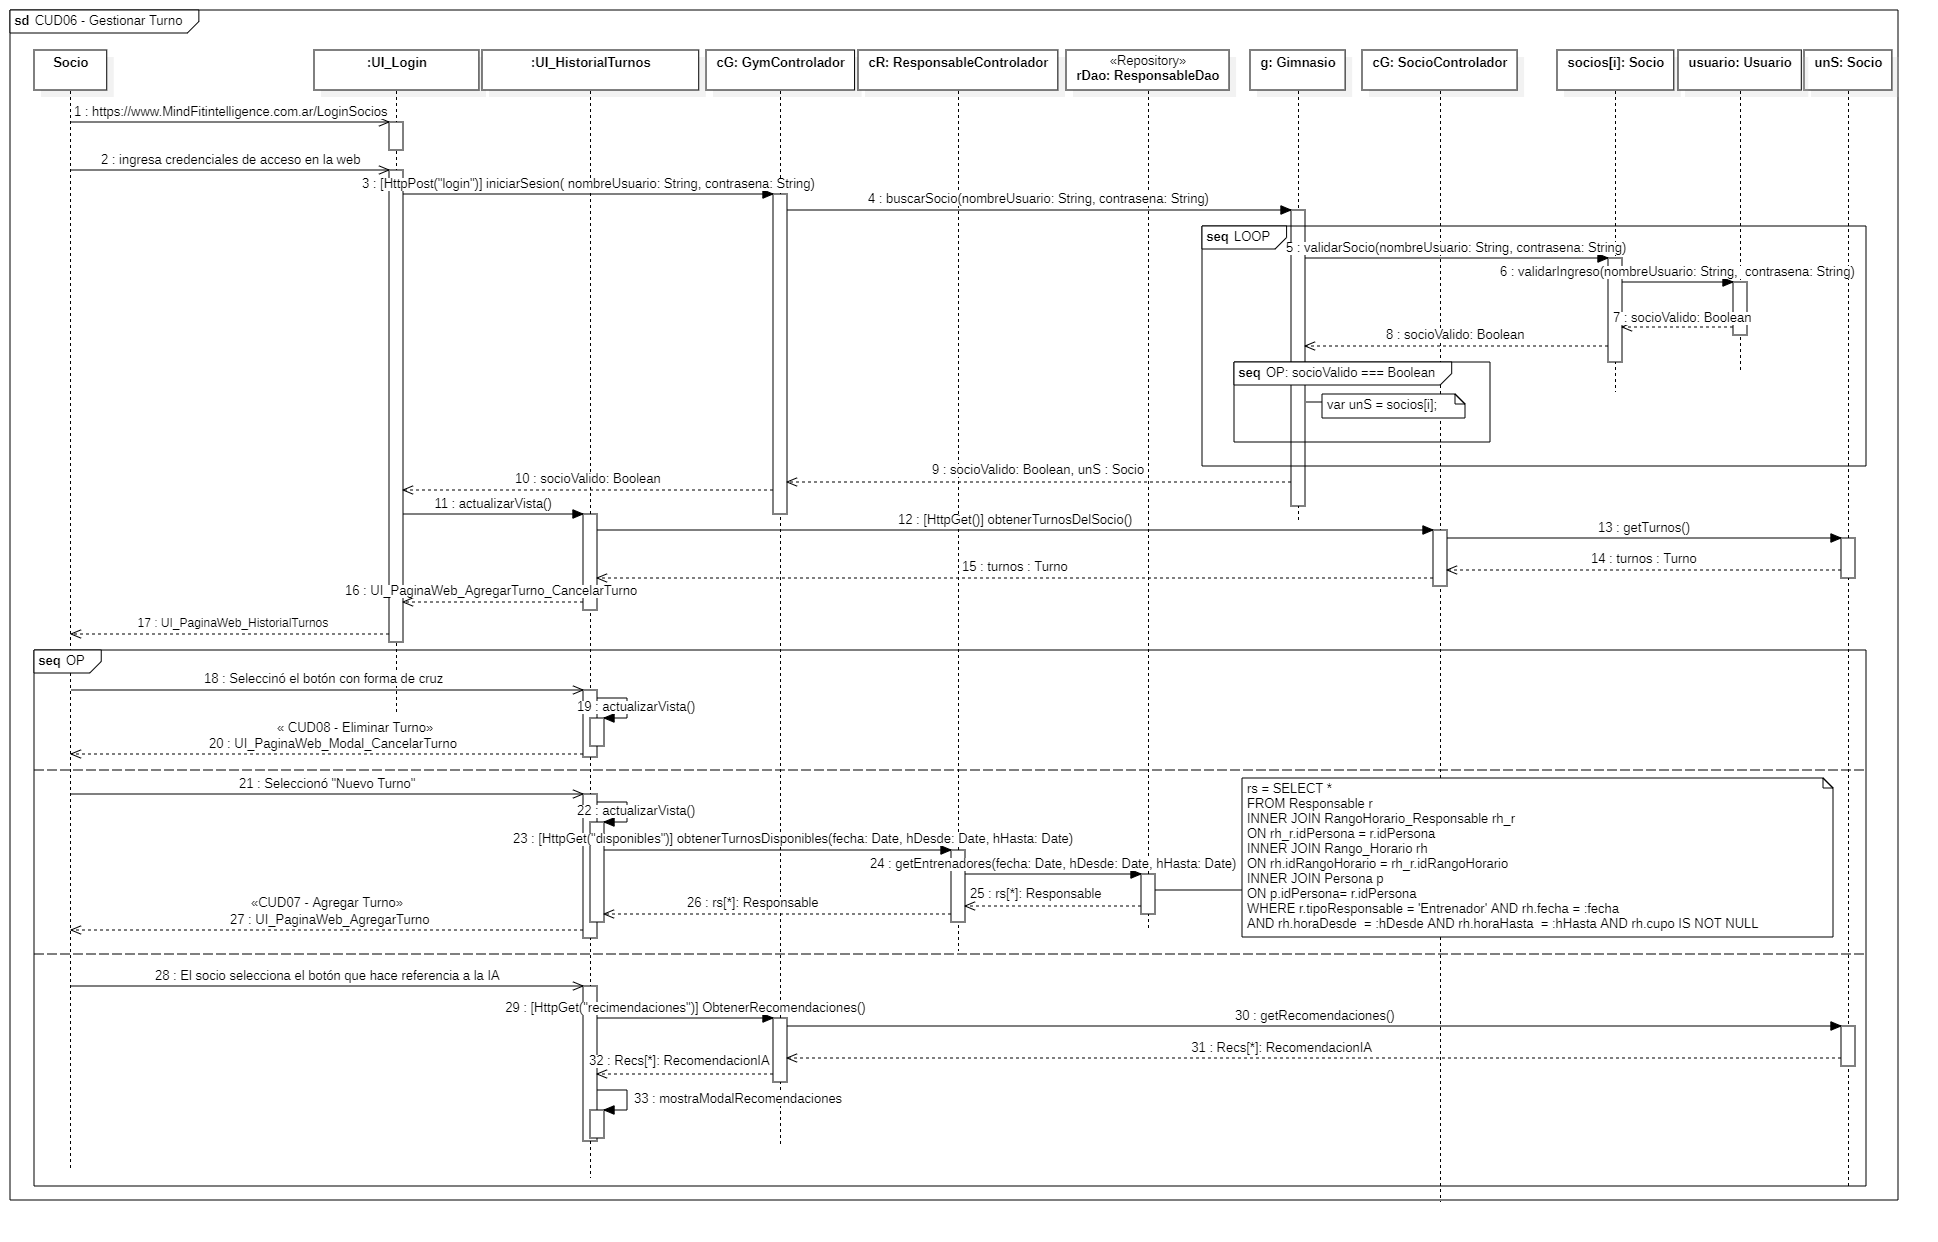 sd CUD06 - Gestionar Turno
Socio
:UI_Login
:UI_HistorialTurnos
cG: GymControlador
cR: ResponsableControlador
«Repository»
rDao: ResponsableDao
g: Gimnasio
cG: SocioControlador
socios[i]: Socio
usuario: Usuario
unS: Socio
1 : https://www.MindFitintelligence.com.ar/LoginSocios
2 : ingresa credenciales de acceso en la web
3 : [HttpPost("login")] iniciarSesion( nombreUsuario: String, contrasena: String)
4 : buscarSocio(nombreUsuario: String, contrasena: String)
seq LOOP
5 : validarSocio(nombreUsuario: String, contrasena: String)
6 : validarIngreso(nombreUsuario: String,  contrasena: String)
7 : socioValido: Boolean
8 : socioValido: Boolean
seq OP: socioValido === Boolean
var unS = socios[i];
9 : socioValido: Boolean, unS : Socio
10 : socioValido: Boolean
11 : actualizarVista()
12 : [HttpGet()] obtenerTurnosDelSocio()
13 : getTurnos()
14 : turnos : Turno
15 : turnos : Turno
16 : UI_PaginaWeb_AgregarTurno_CancelarTurno
17 : UI_PaginaWeb_HistorialTurnos
seq OP
18 : Seleccinó el botón con forma de cruz
19 : actualizarVista()
« CUD08 - Eliminar Turno»
20 : UI_PaginaWeb_Modal_CancelarTurno
21 : Seleccionó "Nuevo Turno"
22 : actualizarVista()
23 : [HttpGet("disponibles")] obtenerTurnosDisponibles(fecha: Date, hDesde: Date, hHasta: Date)
24 : getEntrenadores(fecha: Date, hDesde: Date, hHasta: Date)
25 : rs[*]: Responsable
26 : rs[*]: Responsable
«CUD07 - Agregar Turno»
27 : UI_PaginaWeb_AgregarTurno
rs = SELECT *
FROM Responsable r
INNER JOIN RangoHorario_Responsable rh_r
ON rh_r.idPersona = r.idPersona
INNER JOIN Rango_Horario rh
ON rh.idRangoHorario = rh_r.idRangoHorario
INNER JOIN Persona p
ON p.idPersona= r.idPersona
WHERE r.tipoResponsable = 'Entrenador' AND rh.fecha = :fecha
AND rh.horaDesde  = :hDesde AND rh.horaHasta  = :hHasta AND rh.cupo IS NOT NULL
28 : El socio selecciona el botón que hace referencia a la IA
29 : [HttpGet("recimendaciones")] ObtenerRecomendaciones()
30 : getRecomendaciones()
31 : Recs[*]: RecomendacionIA
32 : Recs[*]: RecomendacionIA
33 : mostraModalRecomendaciones